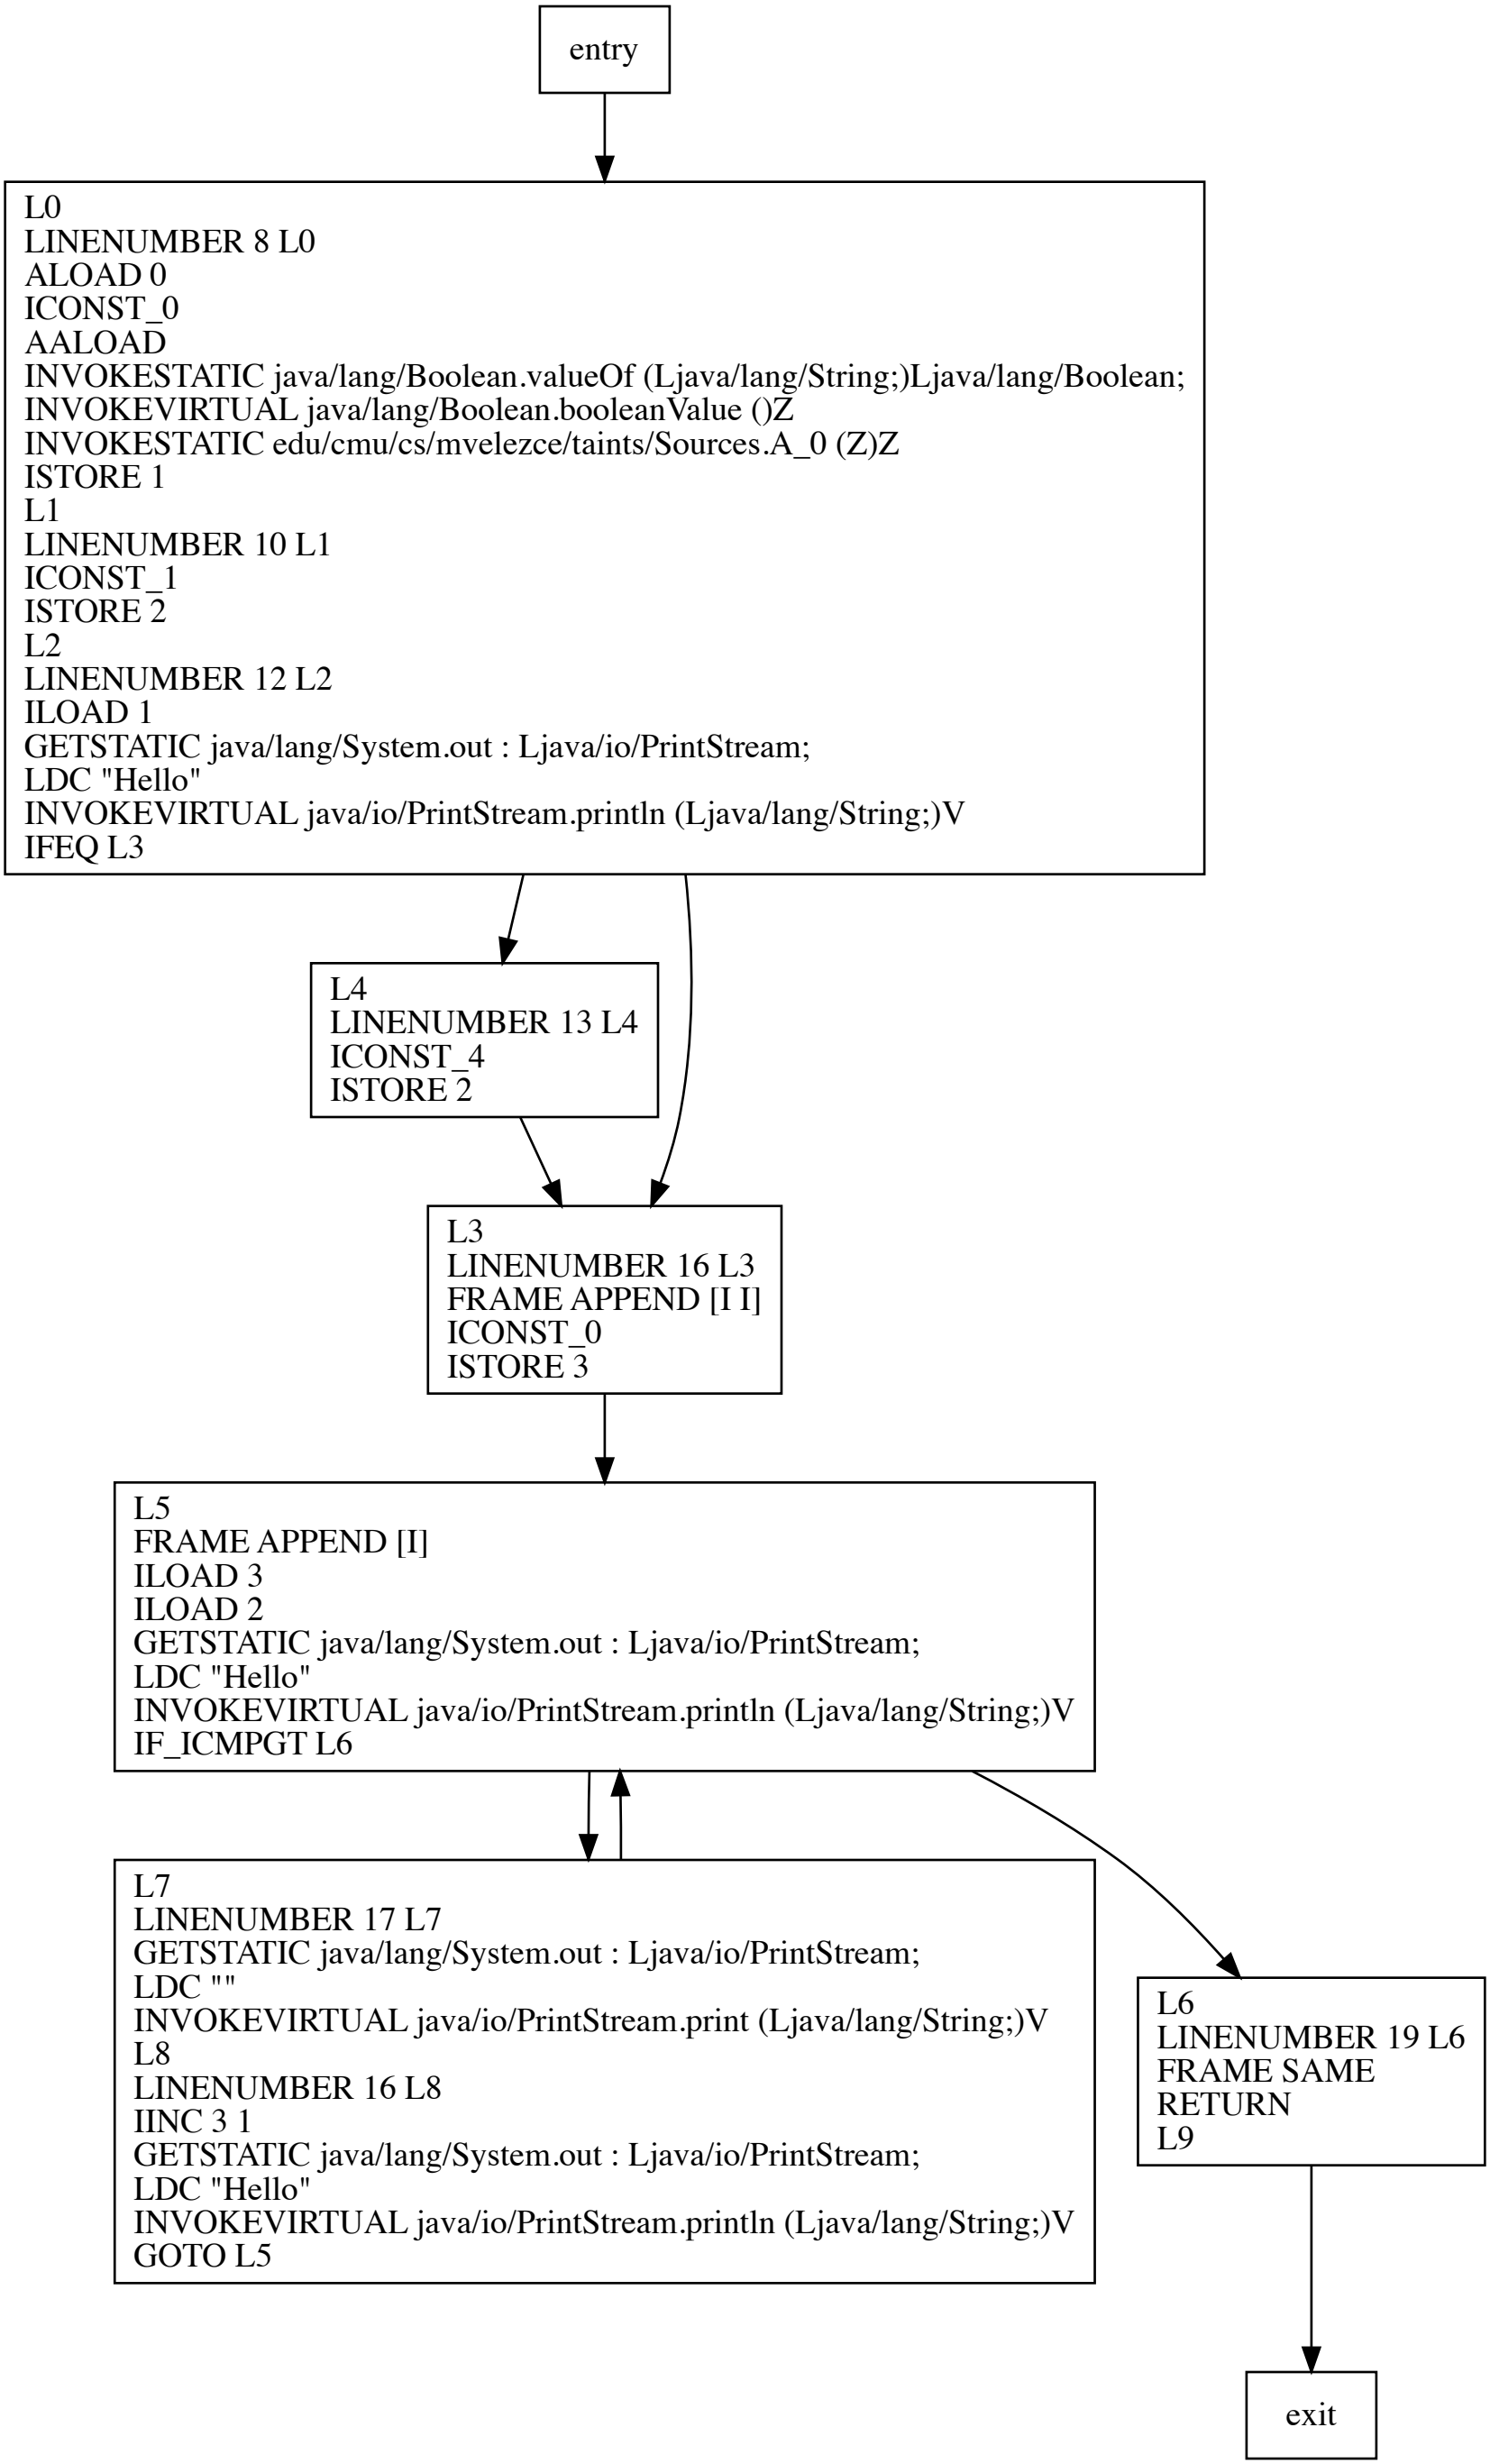 entry
L0
LINENUMBER 8 L0
ALOAD 0
ICONST_0
AALOAD
INVOKESTATIC java/lang/Boolean.valueOf (Ljava/lang/String;)Ljava/lang/Boolean;
INVOKEVIRTUAL java/lang/Boolean.booleanValue ()Z
INVOKESTATIC edu/cmu/cs/mvelezce/taints/Sources.A_0 (Z)Z
ISTORE 1
L1
LINENUMBER 10 L1
ICONST_1
ISTORE 2
L2
LINENUMBER 12 L2
ILOAD 1
GETSTATIC java/lang/System.out : Ljava/io/PrintStream;
LDC "Hello"
INVOKEVIRTUAL java/io/PrintStream.println (Ljava/lang/String;)V
IFEQ L3
L4
LINENUMBER 13 L4
ICONST_4
ISTORE 2
L3
LINENUMBER 16 L3
FRAME APPEND [I I]
ICONST_0
ISTORE 3
L5
FRAME APPEND [I]
ILOAD 3
ILOAD 2
GETSTATIC java/lang/System.out : Ljava/io/PrintStream;
LDC "Hello"
INVOKEVIRTUAL java/io/PrintStream.println (Ljava/lang/String;)V
IF_ICMPGT L6
L7
LINENUMBER 17 L7
GETSTATIC java/lang/System.out : Ljava/io/PrintStream;
LDC ""
INVOKEVIRTUAL java/io/PrintStream.print (Ljava/lang/String;)V
L8
LINENUMBER 16 L8
IINC 3 1
GETSTATIC java/lang/System.out : Ljava/io/PrintStream;
LDC "Hello"
INVOKEVIRTUAL java/io/PrintStream.println (Ljava/lang/String;)V
GOTO L5
L6
LINENUMBER 19 L6
FRAME SAME
RETURN
L9
exit